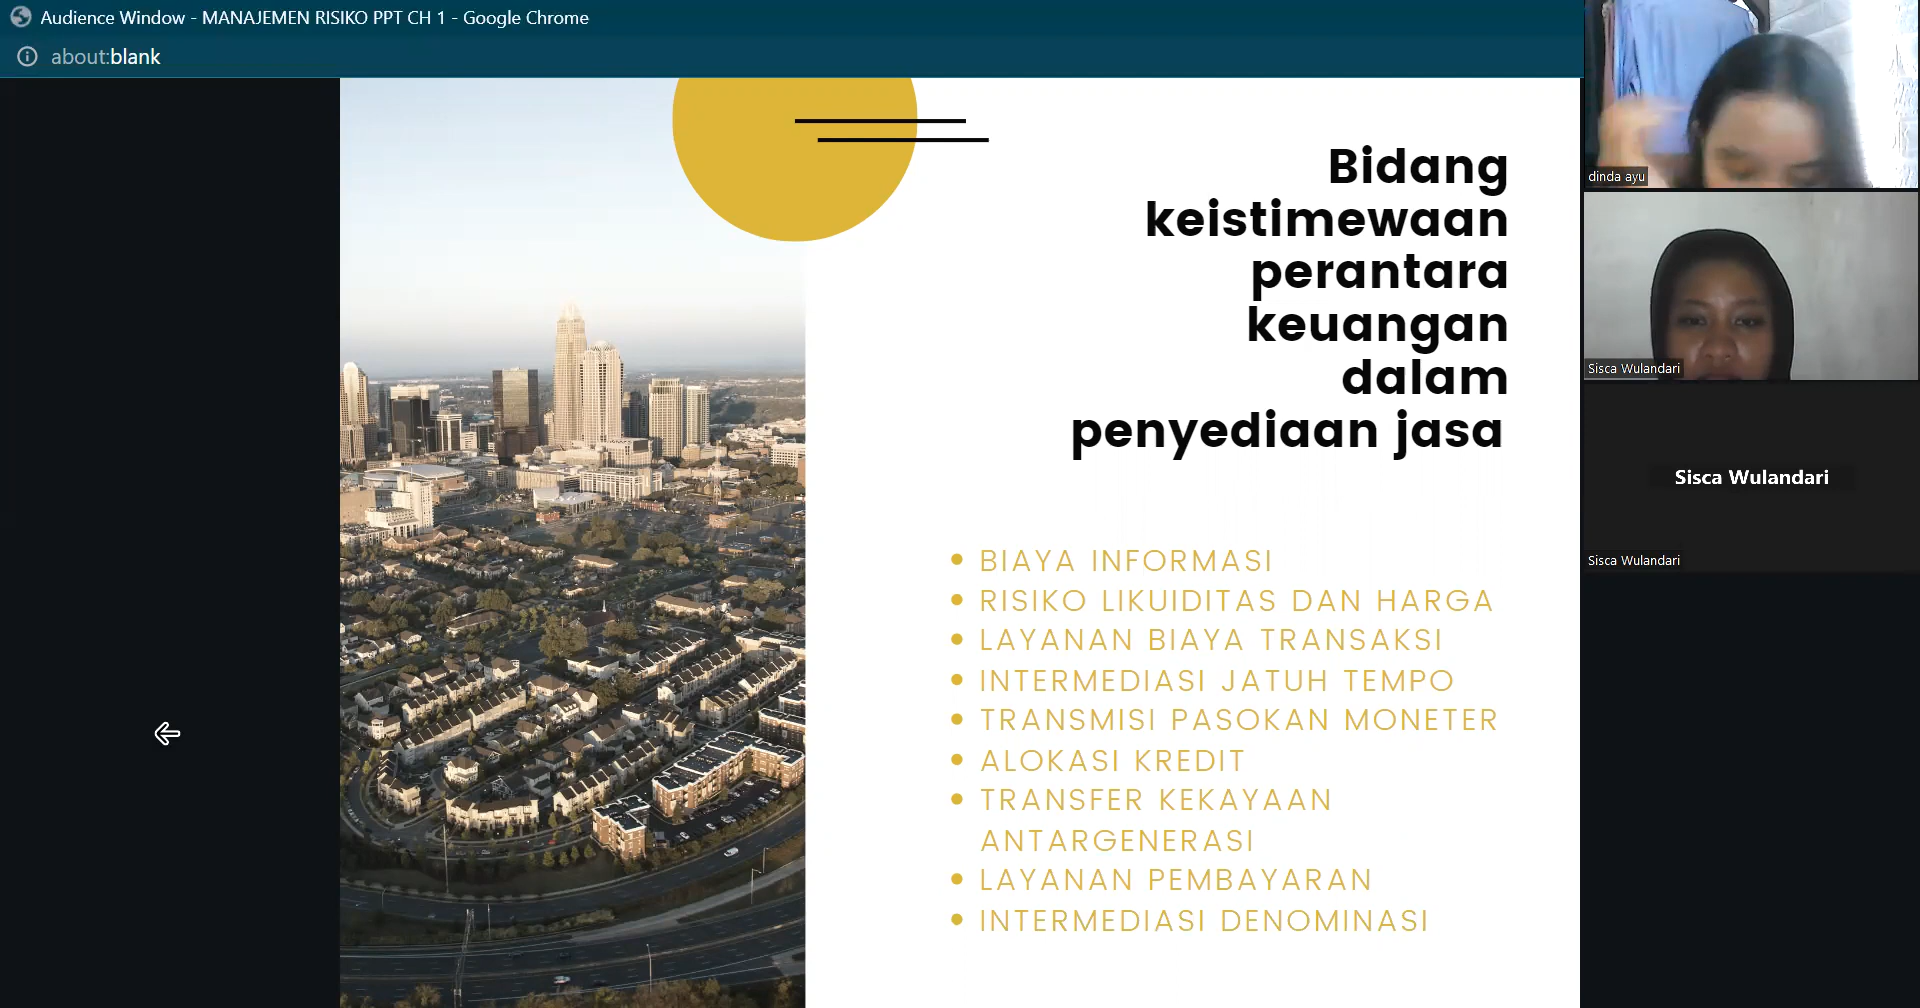 Audience Window - MANAJEMEN RISIKO PPT CH 1 - Google Chrome
about:blank
Bidang
keistimewaan
perantara
keuangan
dalam
penyediaan jasa
• BIAYA INFORMASI
• RISIKO LIKUIDITAS DAN HARGA
• LAYANAN BIAYA TRANSAKSI
• INTERMEDIASI JATUH TEMPO
• TRANSMISI PASOKAN MONETER
• ALOKASI KREDIT
• TRANSFER KEKAYAAN
ANTARGENERASI
• LAYANAN PEMBAYARAN
• INTERMEDIASI DENOMINASI
dinda ayu
Sisca Wulandari
Sisca Wulandari
Sisca Wulandari